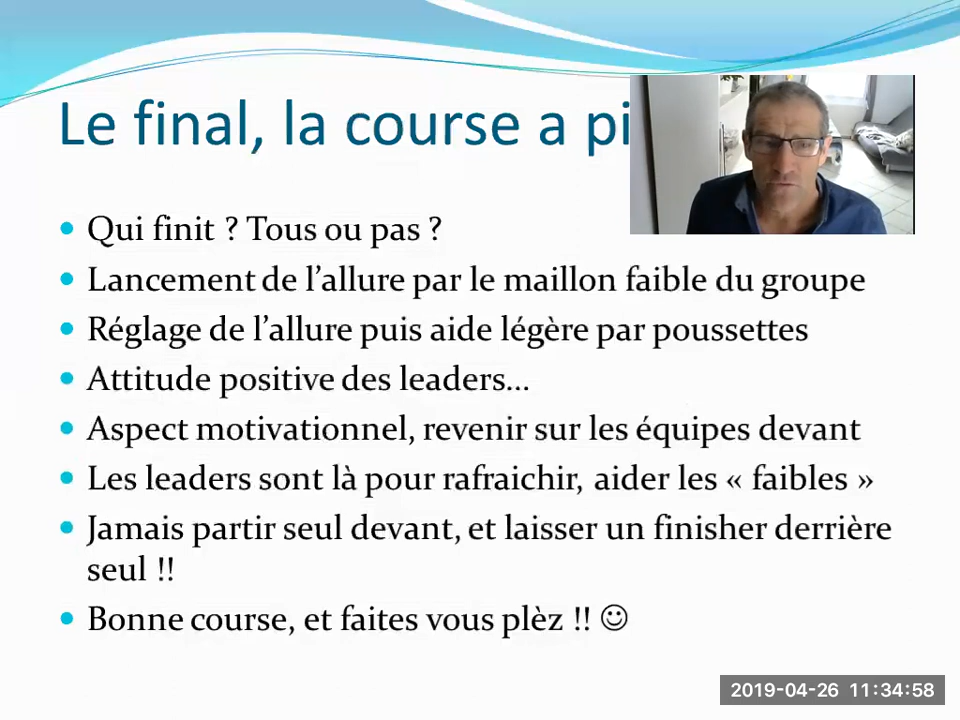 Le final, la course a pi
• Qui finit ? Tous ou pas ?
• Lancement de l’allure par le maillon faible du groupe
• Réglage de l’allure puis aide légère par poussettes
• Attitude positive des leaders…
• Aspect motivationnel, revenir sur les équipes devant
• Les leaders sont là pour rafraichir, aider les « faibles »
• Jamais partir seul devant, et laisser un finisher derrière
seul !!
• Bonne course, et faites vous plèz !! ☺
2019-04-26 11:34:58